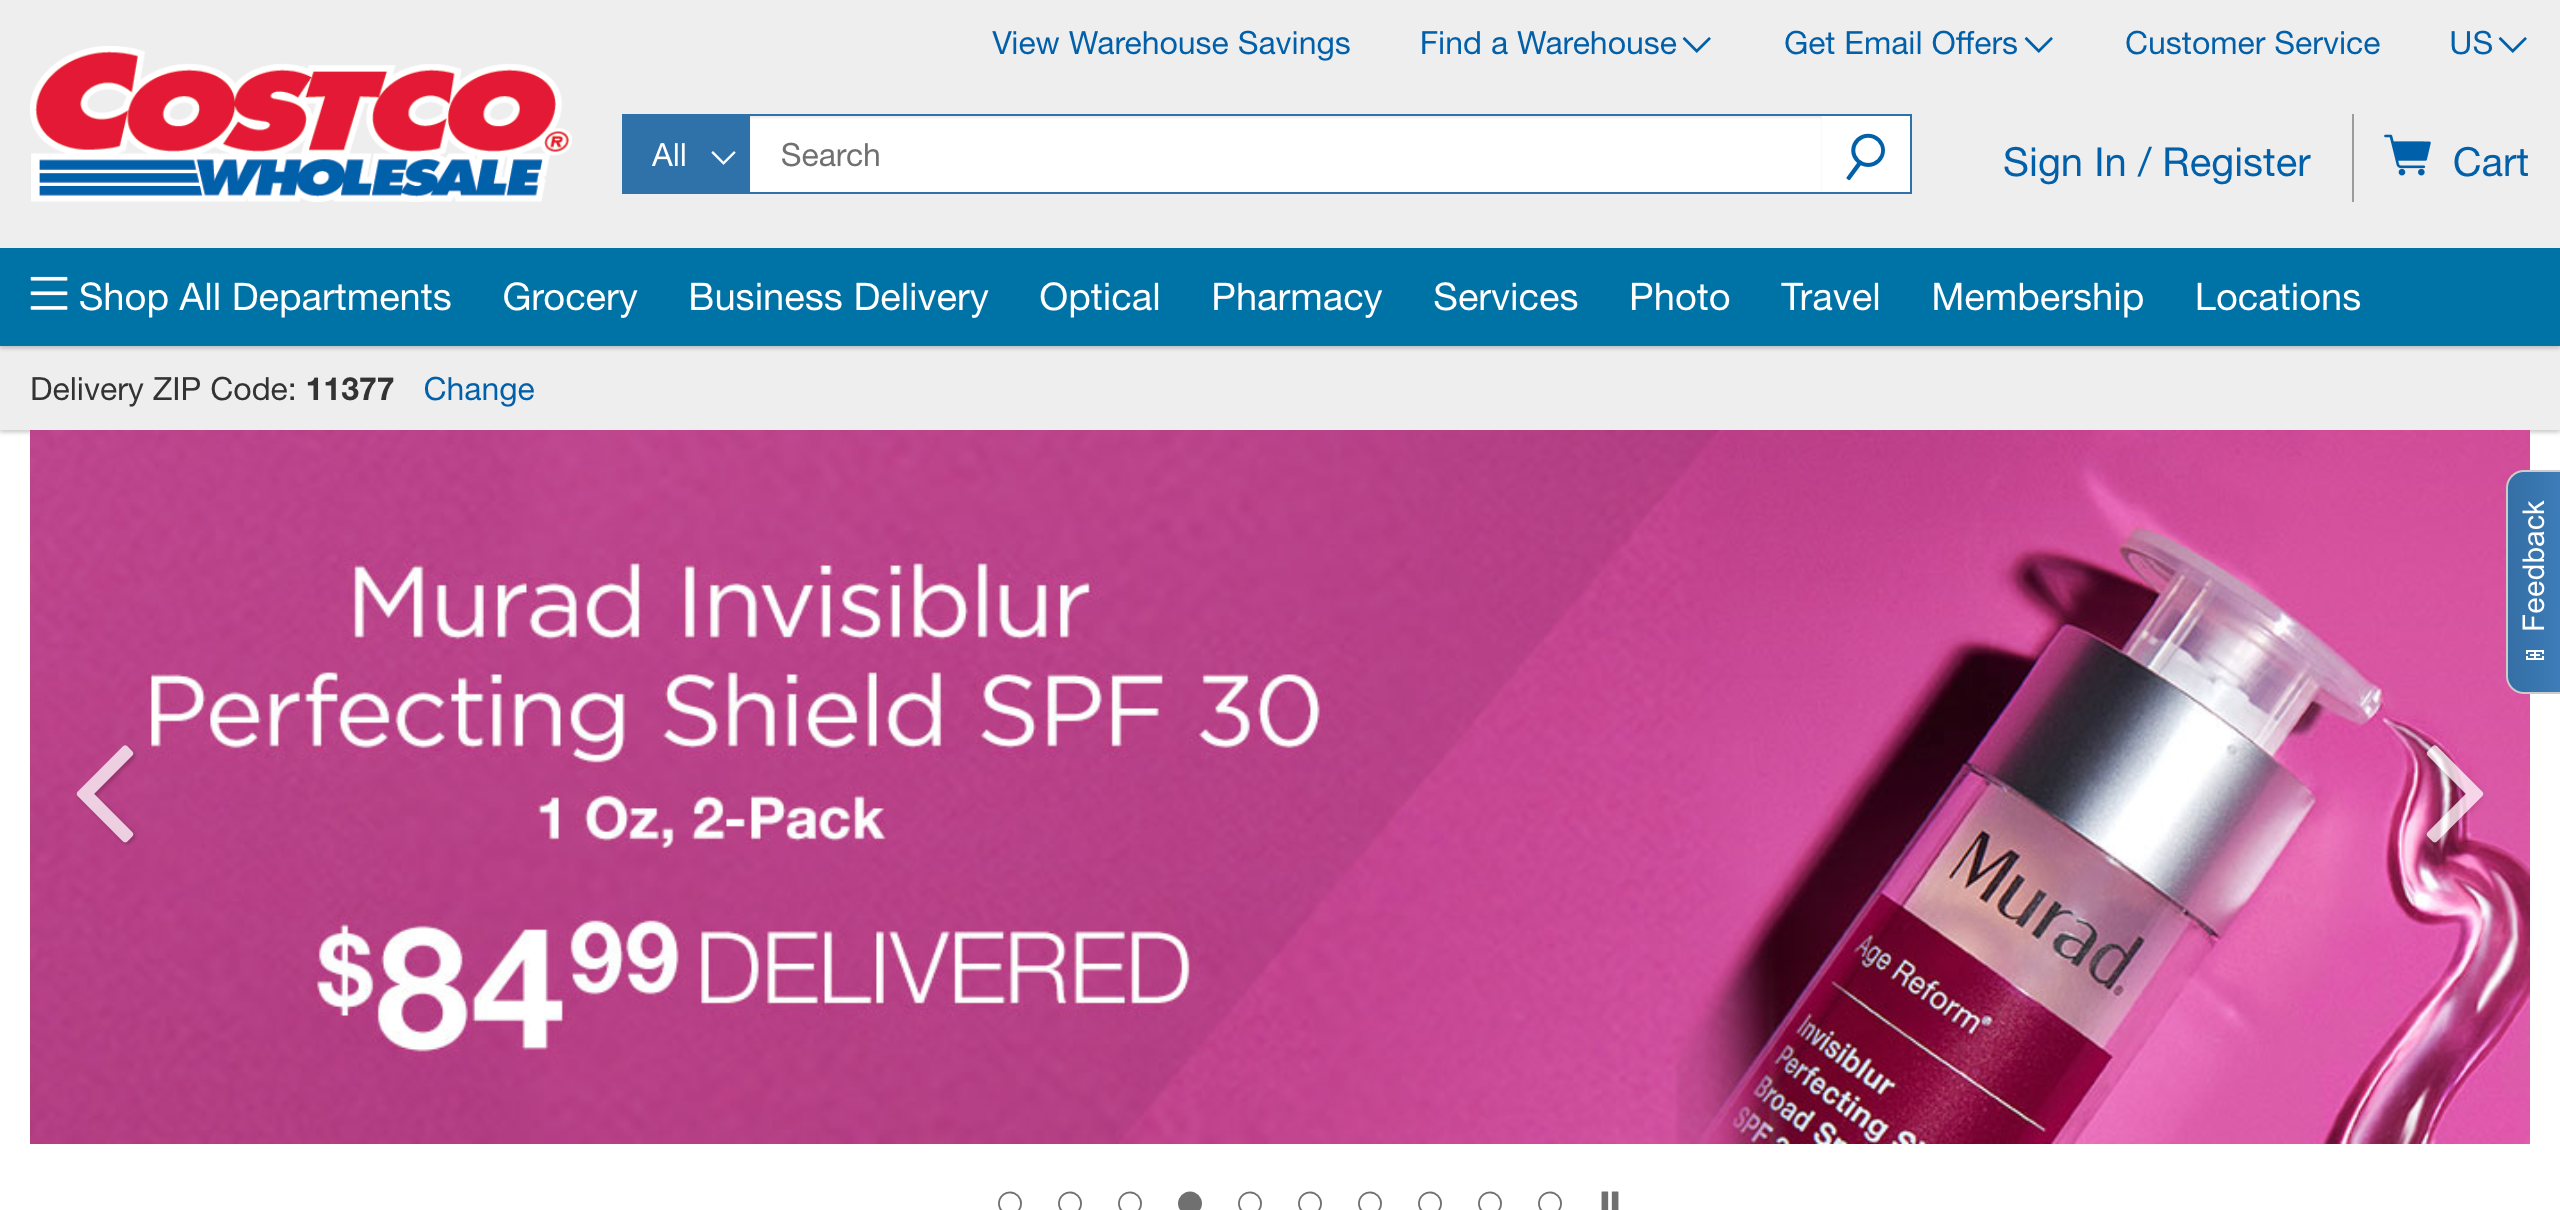 View Warehouse Savings Find a Warehouse Get Email Offers Customer Service US
COSTCO ®
WHOLESALE
All Search Sign In / Register Cart
Shop All Departments Grocery Business Delivery Optical Pharmacy Services Photo Travel Membership Locations
Delivery ZIP Code: 11377 Change
Murad Invisiblur
Perfecting Shield SPF 30
1 Oz, 2-Pack
$84 99 DELIVERED
Murad.
Age Reform®
Invisiblur
Perfecting
Broad
SPF
Feedback